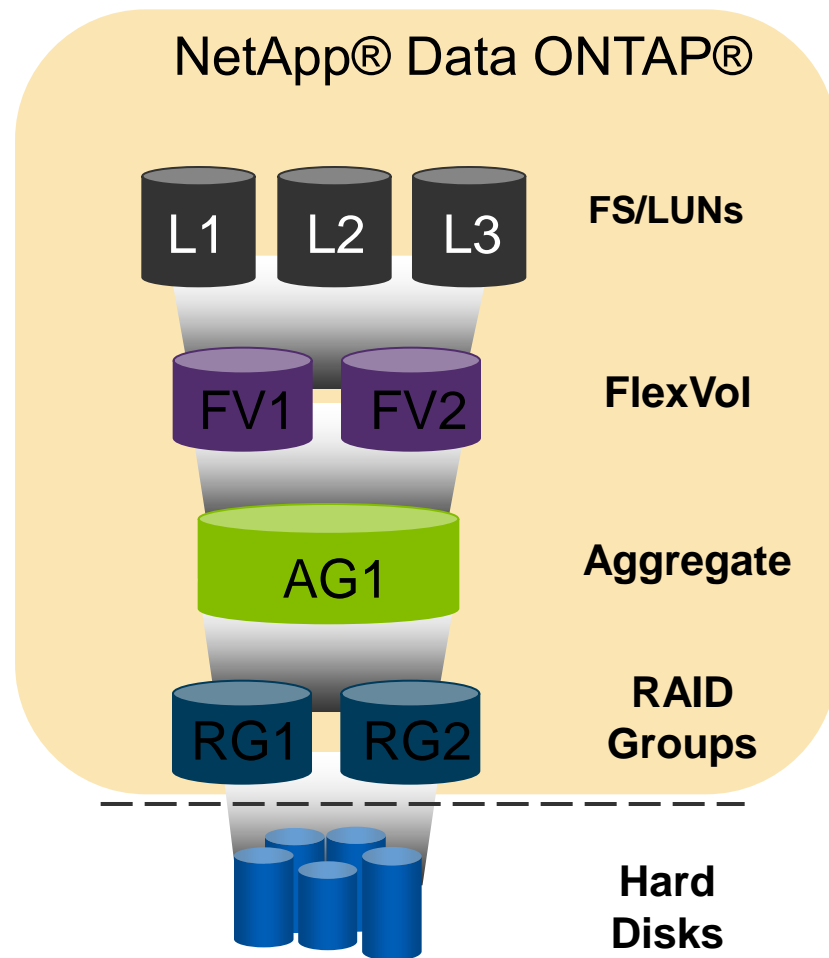 NetApp® Data ONTAP®
L1 L2 L3 FS/LUNs
FV1 FV2 FlexVol
AG1 Aggregate
RG1 RG2 RAID
Groups
Hard
Disks